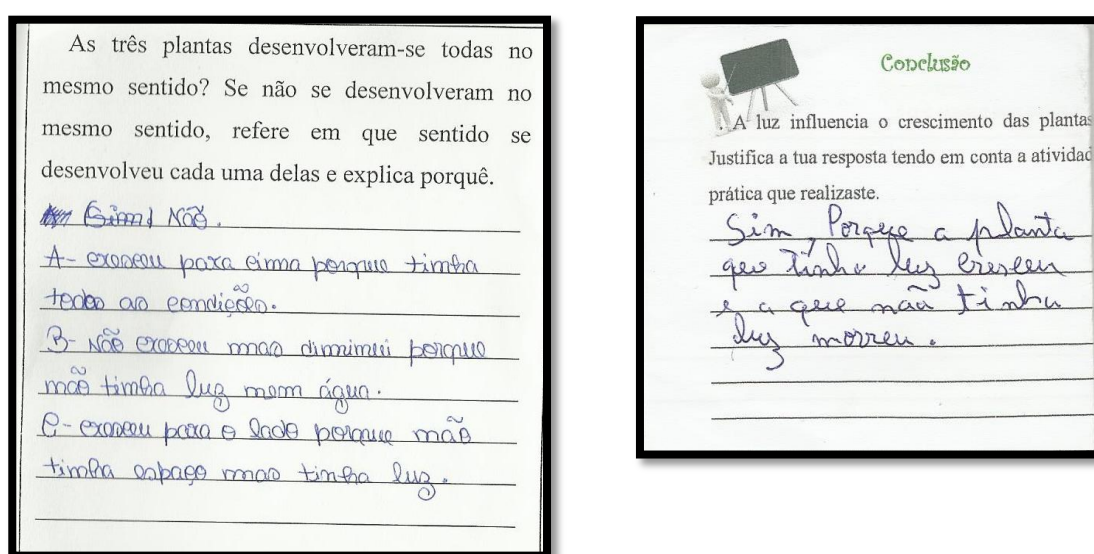 As três plantas desenvolveram-se todas no
mesmo sentido? Se não se desenvolveram no
mesmo sentido, refere em que sentido se
desenvolveu cada uma delas e explica porquê.
(Sim) Não.
A- cresceu para cima porque tinha
todas as condições.
B- Não cresceu mas diminui porque
não tinha luz nem água.
C- cresceu para o lado porque não
tinha espaço mas tinha luz.
Conclusão
. A luz influencia o crescimento das plantas
Justifica a tua resposta tendo em conta a atividad
prática que realizaste.
Sim, Porque a planta
que tinha luz cresceu
e a que não tinha
luz morreu.